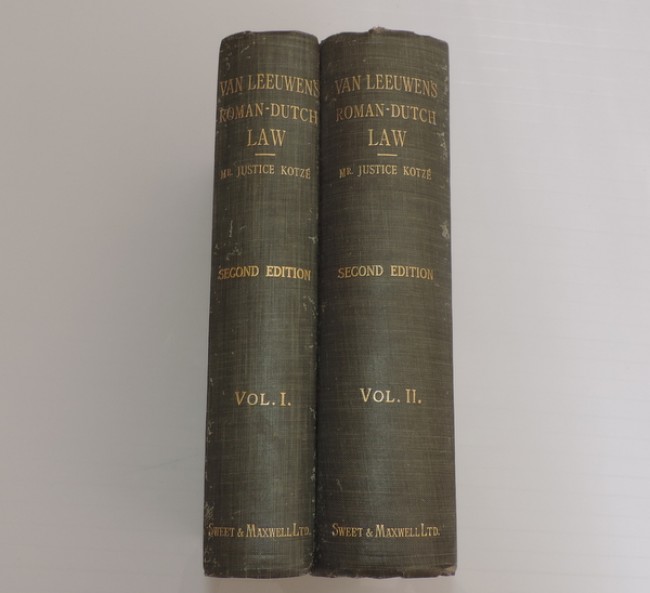 VAN LEEUWEN'S
ROMAN-DUTCH
LAW
MR. JUSTICE KOTZÉ
SECOND EDITION
VOL. I.
SWEET & MAXWELL LTD.
VAN LEEUWEN'S
ROMAN-DUTCH
LAW
MR. JUSTICE KOTZÉ
SECOND EDITION
VOL. II.
SWEET & MAXWELL LTD.